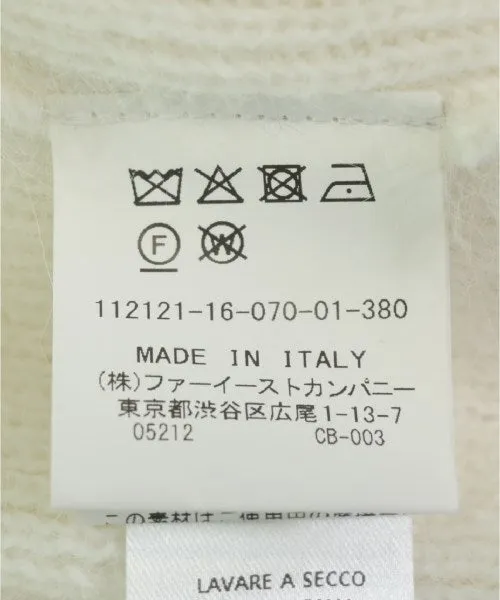 F W
112121-16-070-01-380
MADE IN ITALY
(株)ファーイーストカンパニー
東京都渋谷区広尾1-13-7
05212 CB-003
LAVARE A SECCO